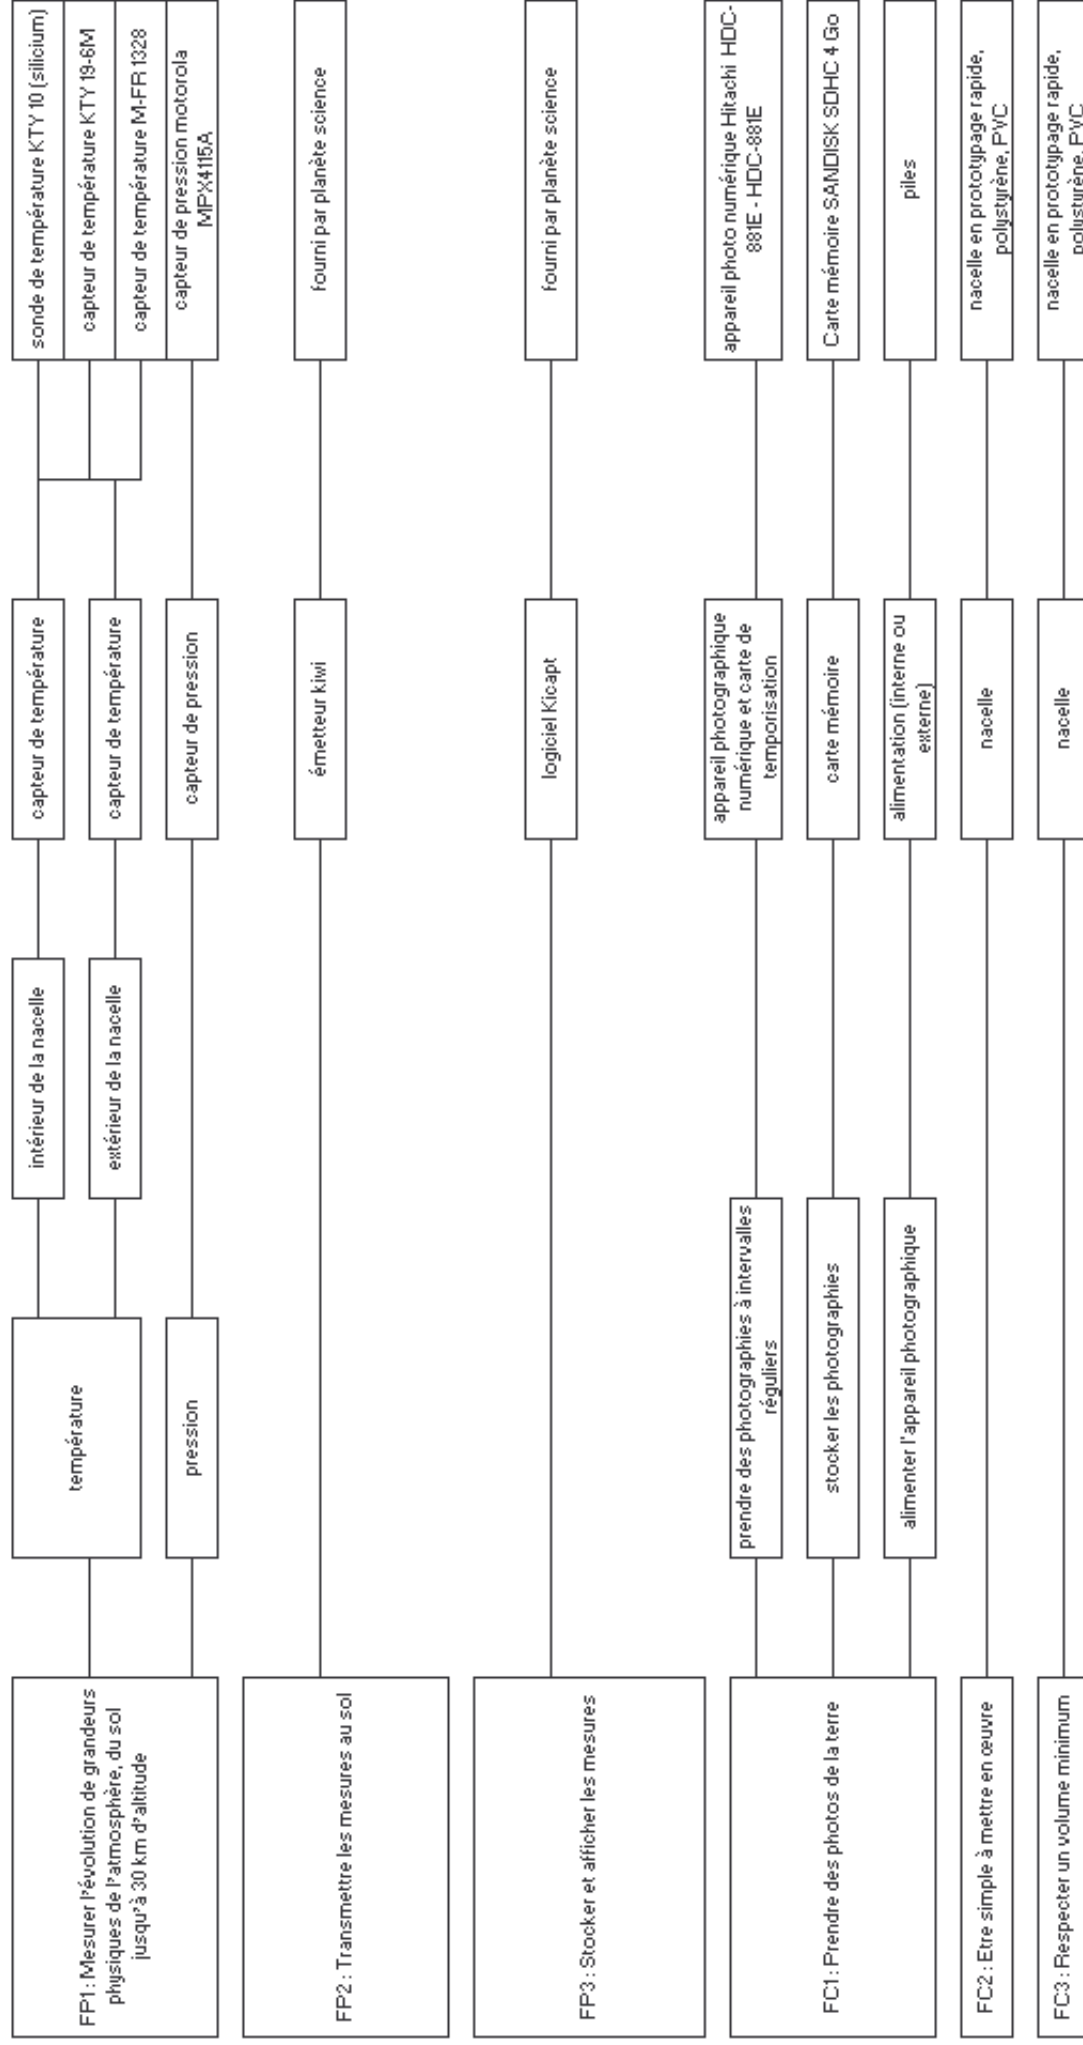 FP1 : Mesurer l'évolution de grandeurs
physiques de l'atmosphère, du sol
jusqu'à 30 km d'altitude
température
intérieur de la nacelle
capteur de température
sonde de température KTY 10 (silicium)
capteur de température KTY 19-6M
extérieur de la nacelle
capteur de température
capteur de température M-FR 1328
pression
capteur de pression
capteur de pression motorola
MPX4115A
FP2 : Transmettre les mesures au sol
émetteur kiwi
fourni par planète science
FP3 : Stocker et afficher les mesures
logiciel Kicapt
fourni par planète science
FC1 : Prendre des photos de la terre
prendre des photographies à intervalles
réguliers
appareil photographique
numérique et carte de
temporisation
appareil photo numérique Hitachi HDC-
881E - HDC-881E
stocker les photographies
carte mémoire
Carte mémoire SANDISK SDHC 4 Go
alimenter l'appareil photographique
alimentation (interne ou
externe)
piles
FC2 : Etre simple à mettre en œuvre
nacelle
nacelle en prototypage rapide,
polystyrène, PVC
FC3 : Respecter un volume minimum
nacelle
nacelle en prototypage rapide,
polystyrène, PVC